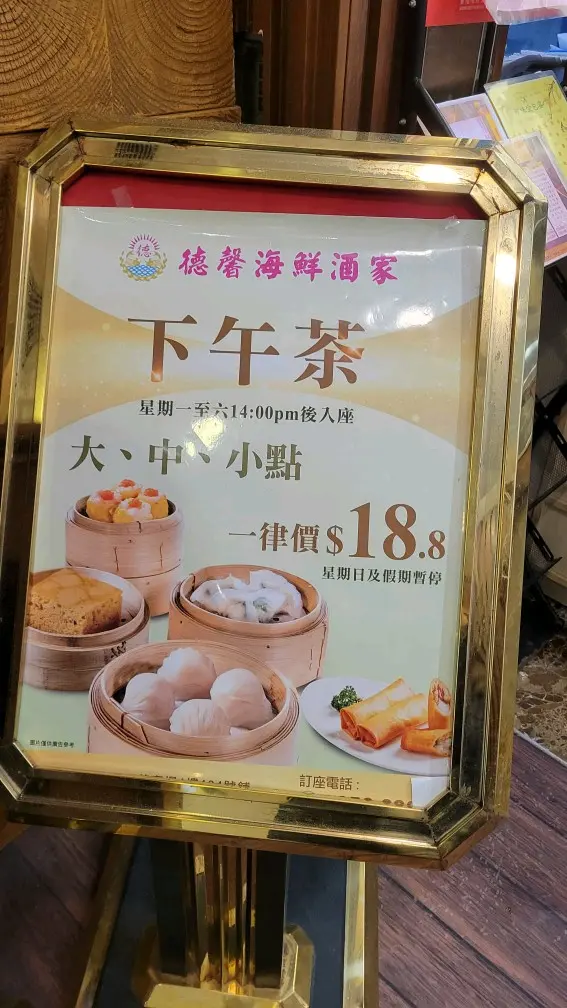 德
德馨海鮮酒家
下午茶
星期一至六14:00pm後入座
大、中、小點
一律價$18.8
星期日及假期暫停
圖片僅供廣告參考
訂座電話：